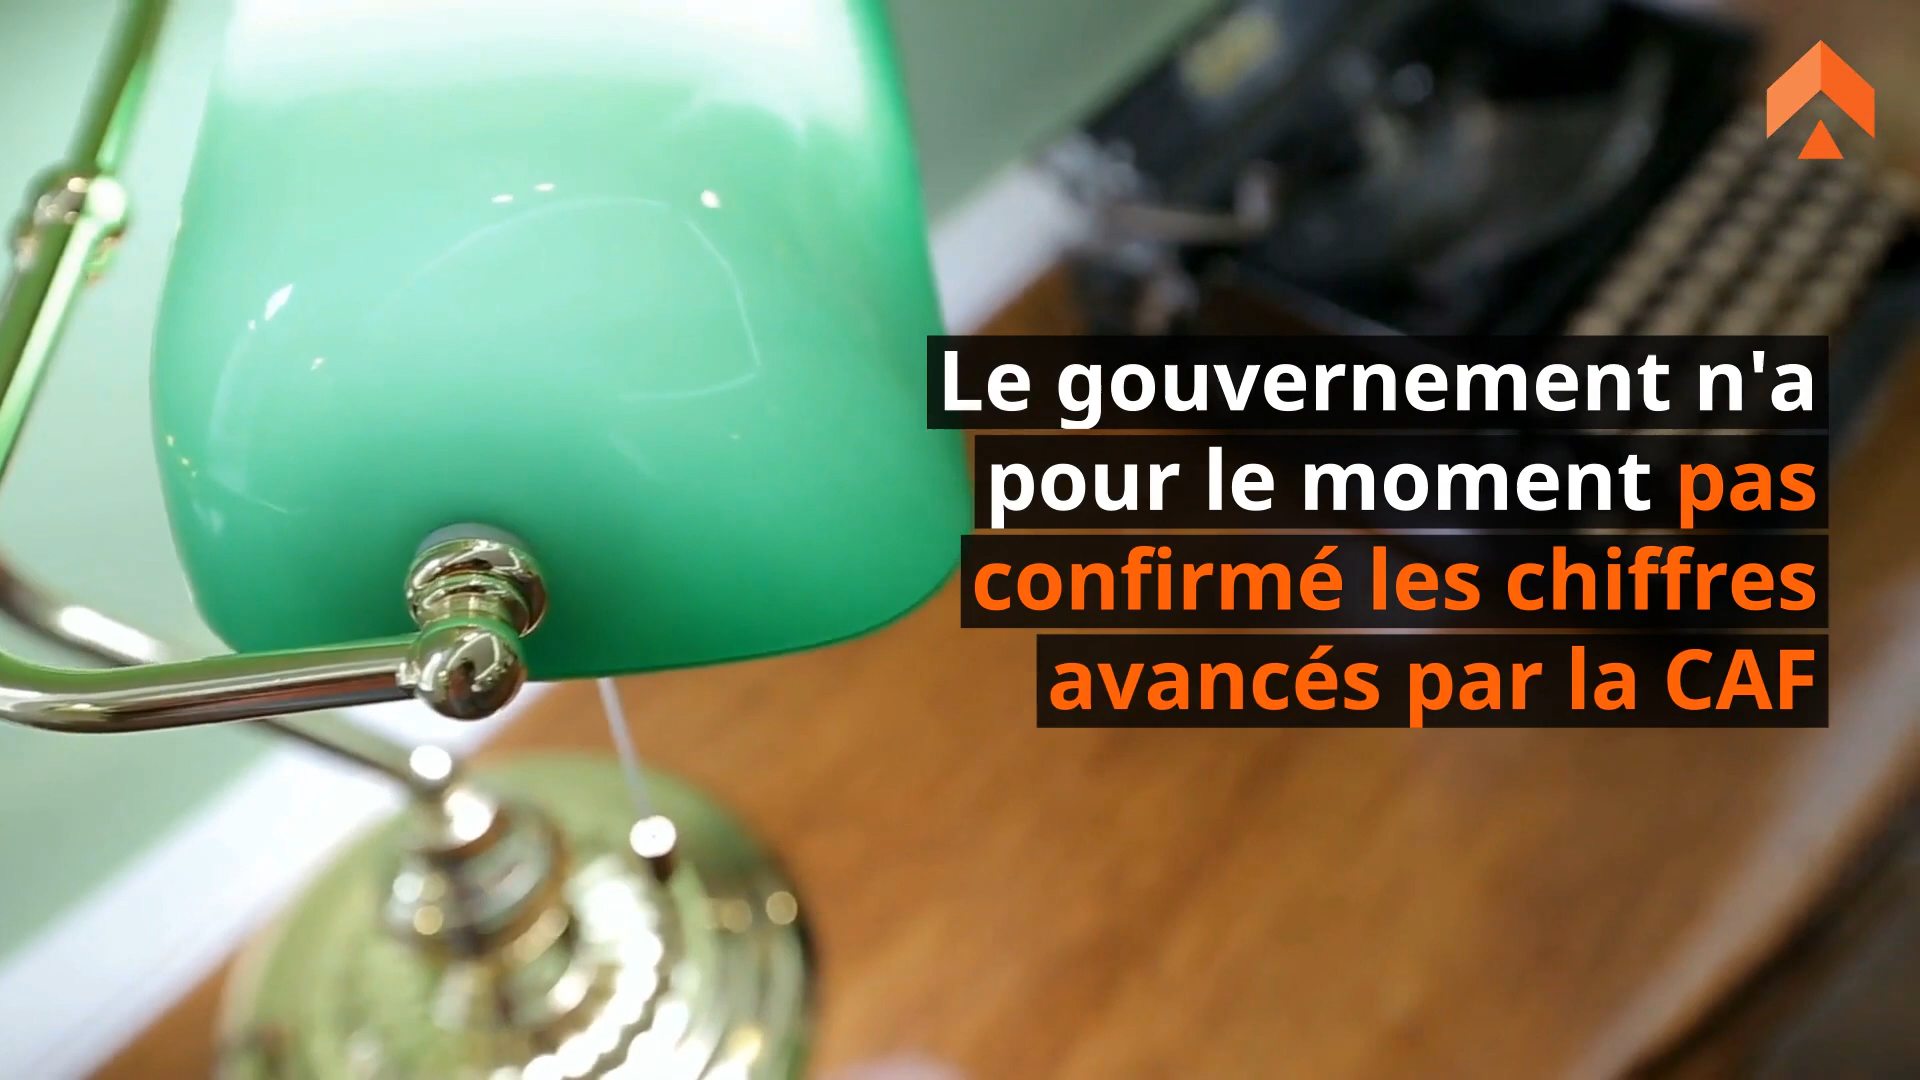 Le gouvernement n'a
pour le moment pas
confirmé les chiffres
avancés par la CAF